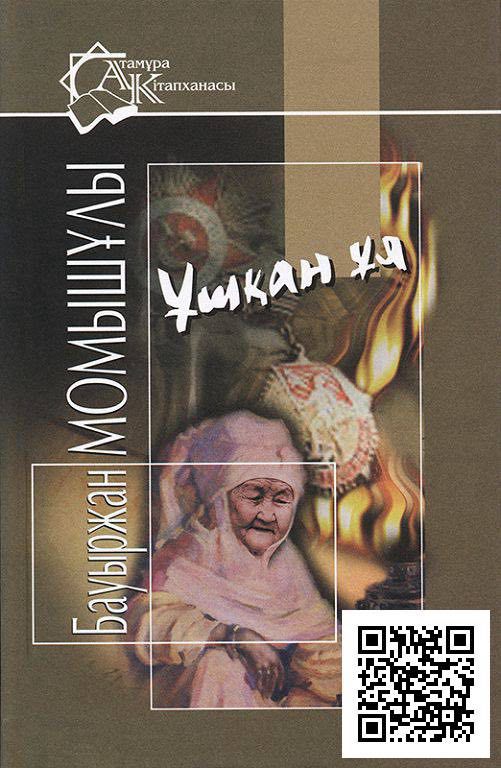 Атамұра
Кітапханасы
Бауыржан МОМЫШҰЛЫ
Ұшқан ұя